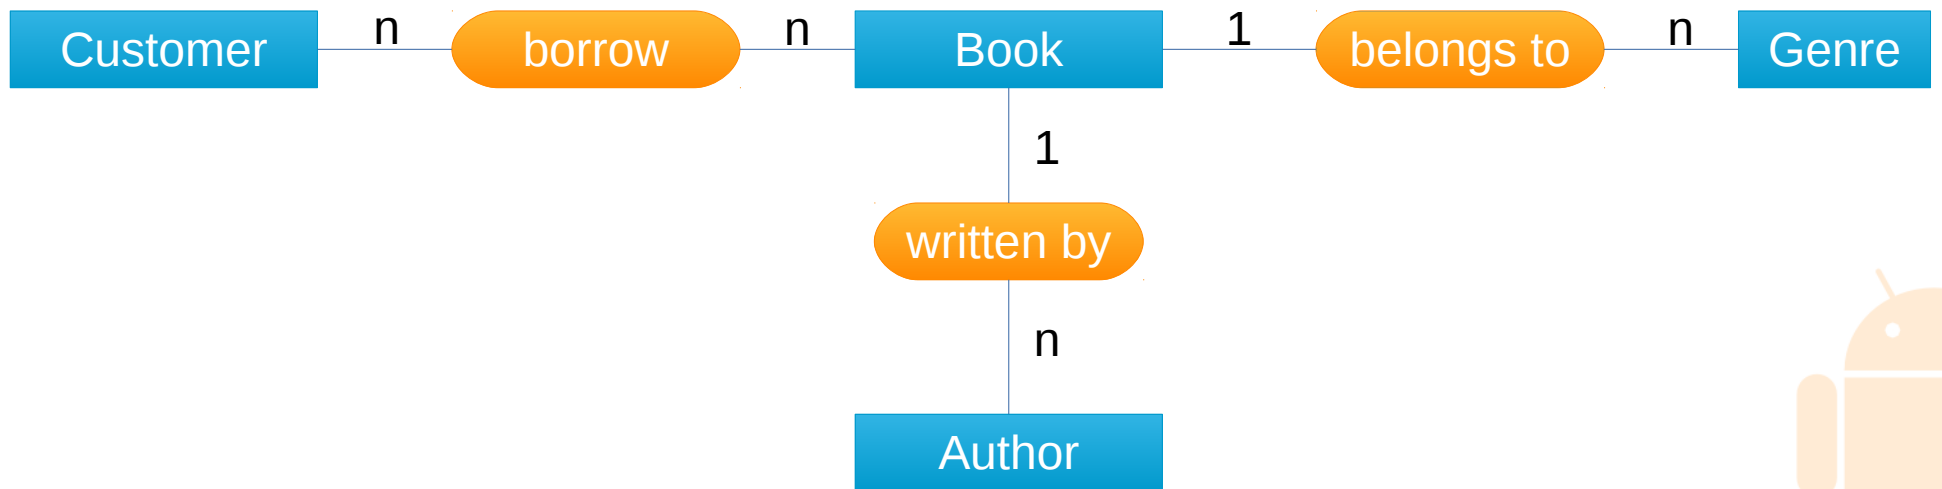 Customer n borrow n Book 1 belongs to n Genre
1
written by
n
Author